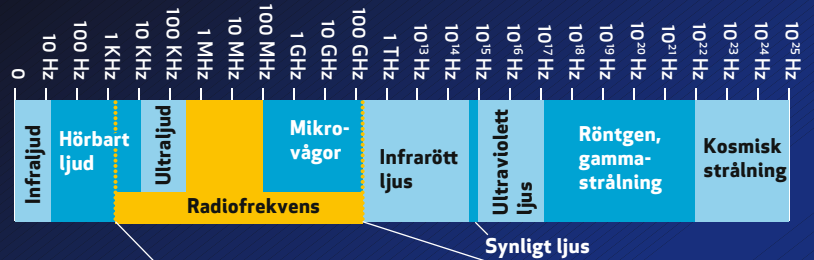 0
10 Hz
100 Hz
1 KHz
10 KHz
100 KHz
1 MHz
10 MHz
100 MHz
1 GHz
10 GHz
100 GHz
1 THz
10¹³ Hz
10¹⁴ Hz
10¹⁵ Hz
10¹⁶ Hz
10¹⁷ Hz
10¹⁸ Hz
10¹⁹ Hz
10²⁰ Hz
10²¹ Hz
10²² Hz
10²³ Hz
10²⁴ Hz
10²⁵ Hz
Infraljud
Hörbart
ljud
Ultraljud
Radiofrekvens
Mikro-
vågor
Infrarött
ljus
Synligt ljus
Ultraviolett
ljus
Röntgen,
gamma-
strålning
Kosmisk
strålning